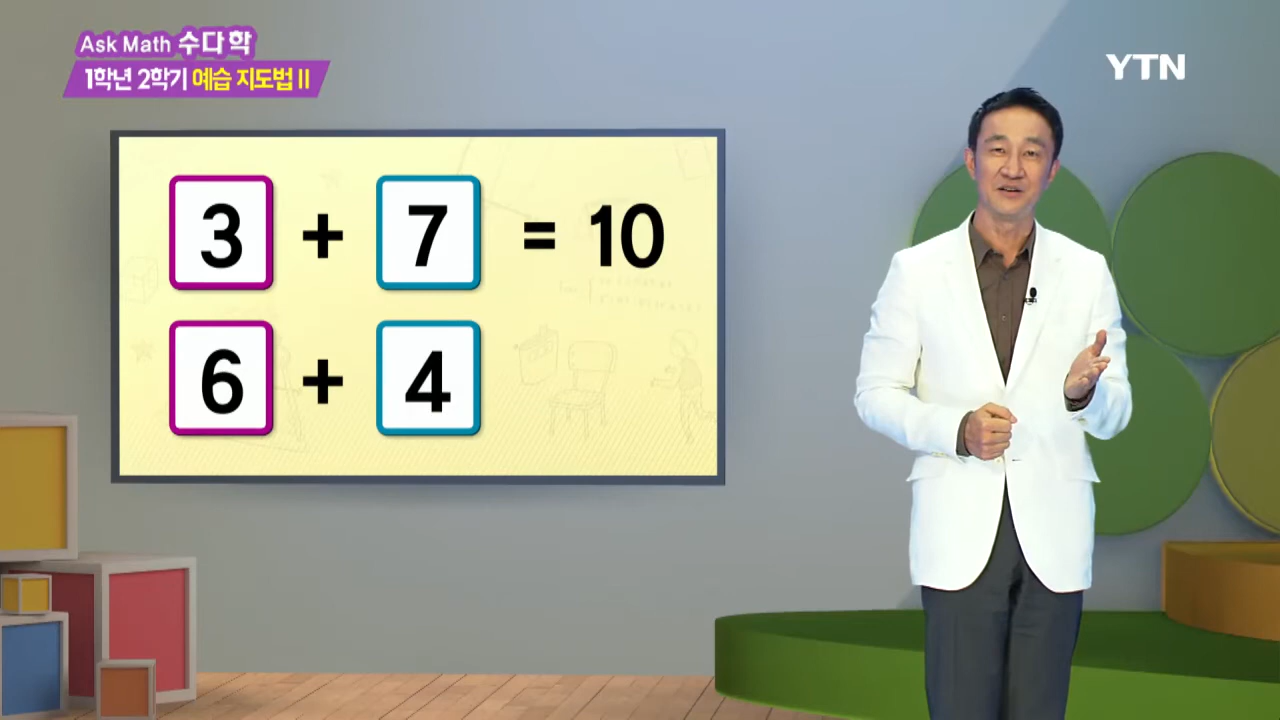 Ask Math 수다학
1학년 2학기 예습 지도법 II
YTN
3 + 7 = 10
6 + 4